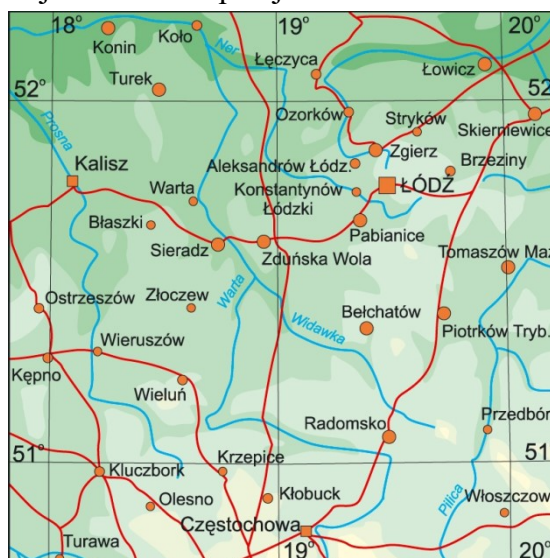 18°
19°
20°
Konin
Koło
Ner
Łęczyca
Łowicz
Turek
52°
52°
Ozorków
Stryków
Skierniewice
Prosna
Zgierz
Kalisz
Aleksandrów Łódz.
Brzeziny
Warta
Konstantynów
Łódzki
ŁÓDŹ
Błaszki
Pabianice
Sieradz
Zduńska Wola
Tomaszów Maz
Ostrzeszów
Złoczew
Warta
Bełchatów
Widawka
Piotrków Tryb.
Wieruszów
Kępno
Wieluń
Radomsko
Przedbór
51°
51°
Kluczbork
Krzepice
Olesno
Kłobuck
Pilica
Włoszczow
Częstochowa
Turawa
19°
20°